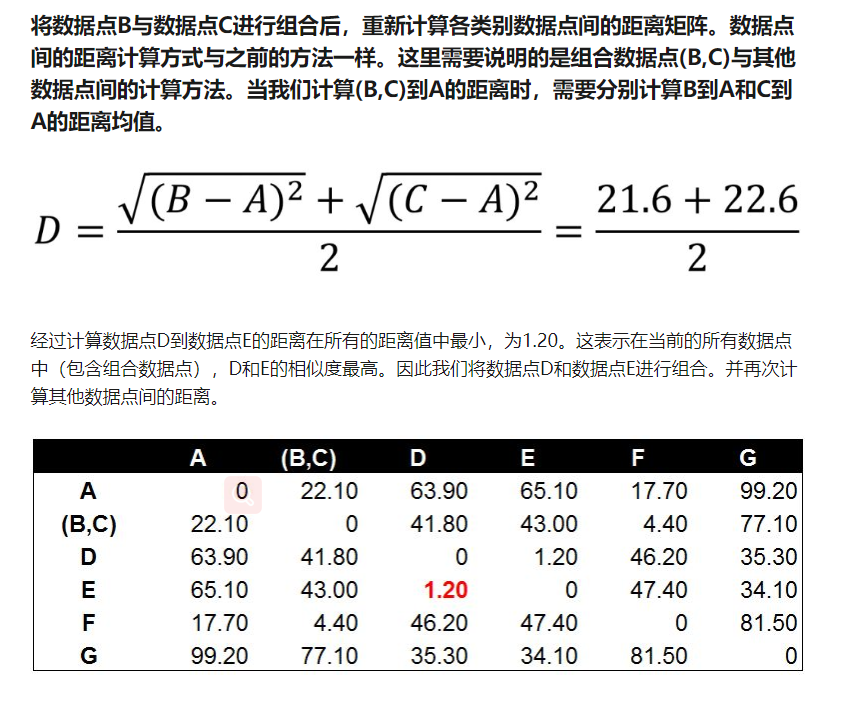 将数据点B与数据点C进行组合后，重新计算各类别数据点间的距离矩阵。数据点
间的距离计算方式与之前的方法一样。这里需要说明的是组合数据点(B,C)与其他
数据点间的计算方法。当我们计算(B,C)到A的距离时，需要分别计算B到A和C到
A的距离均值。
D = (√(B − A)² + √(C − A)²) / 2 = (21.6 + 22.6) / 2
经过计算数据点D到数据点E的距离在所有的距离值中最小，为1.20。这表示在当前的所有数据点
中（包含组合数据点），D和E的相似度最高。因此我们将数据点D和数据点E进行组合。并再次计
算其他数据点间的距离。
A (B,C) D E F G
A 0 22.10 63.90 65.10 17.70 99.20
(B,C) 22.10 0 41.80 43.00 4.40 77.10
D 63.90 41.80 0 1.20 46.20 35.30
E 65.10 43.00 1.20 0 47.40 34.10
F 17.70 4.40 46.20 47.40 0 81.50
G 99.20 77.10 35.30 34.10 81.50 0